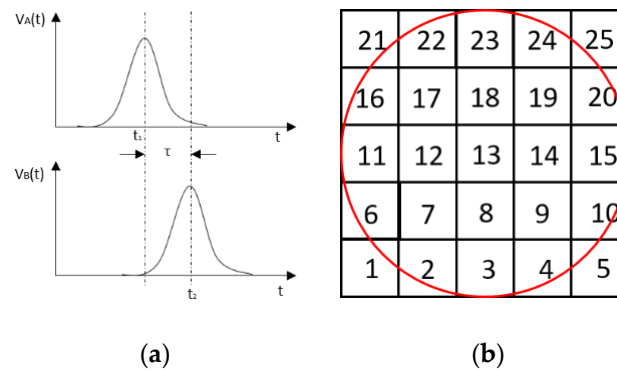 VA(t)
t₁
t
τ
VB(t)
t₂
t
21 22 23 24 25
16 17 18 19 20
11 12 13 14 15
6 7 8 9 10
1 2 3 4 5
(a)
(b)